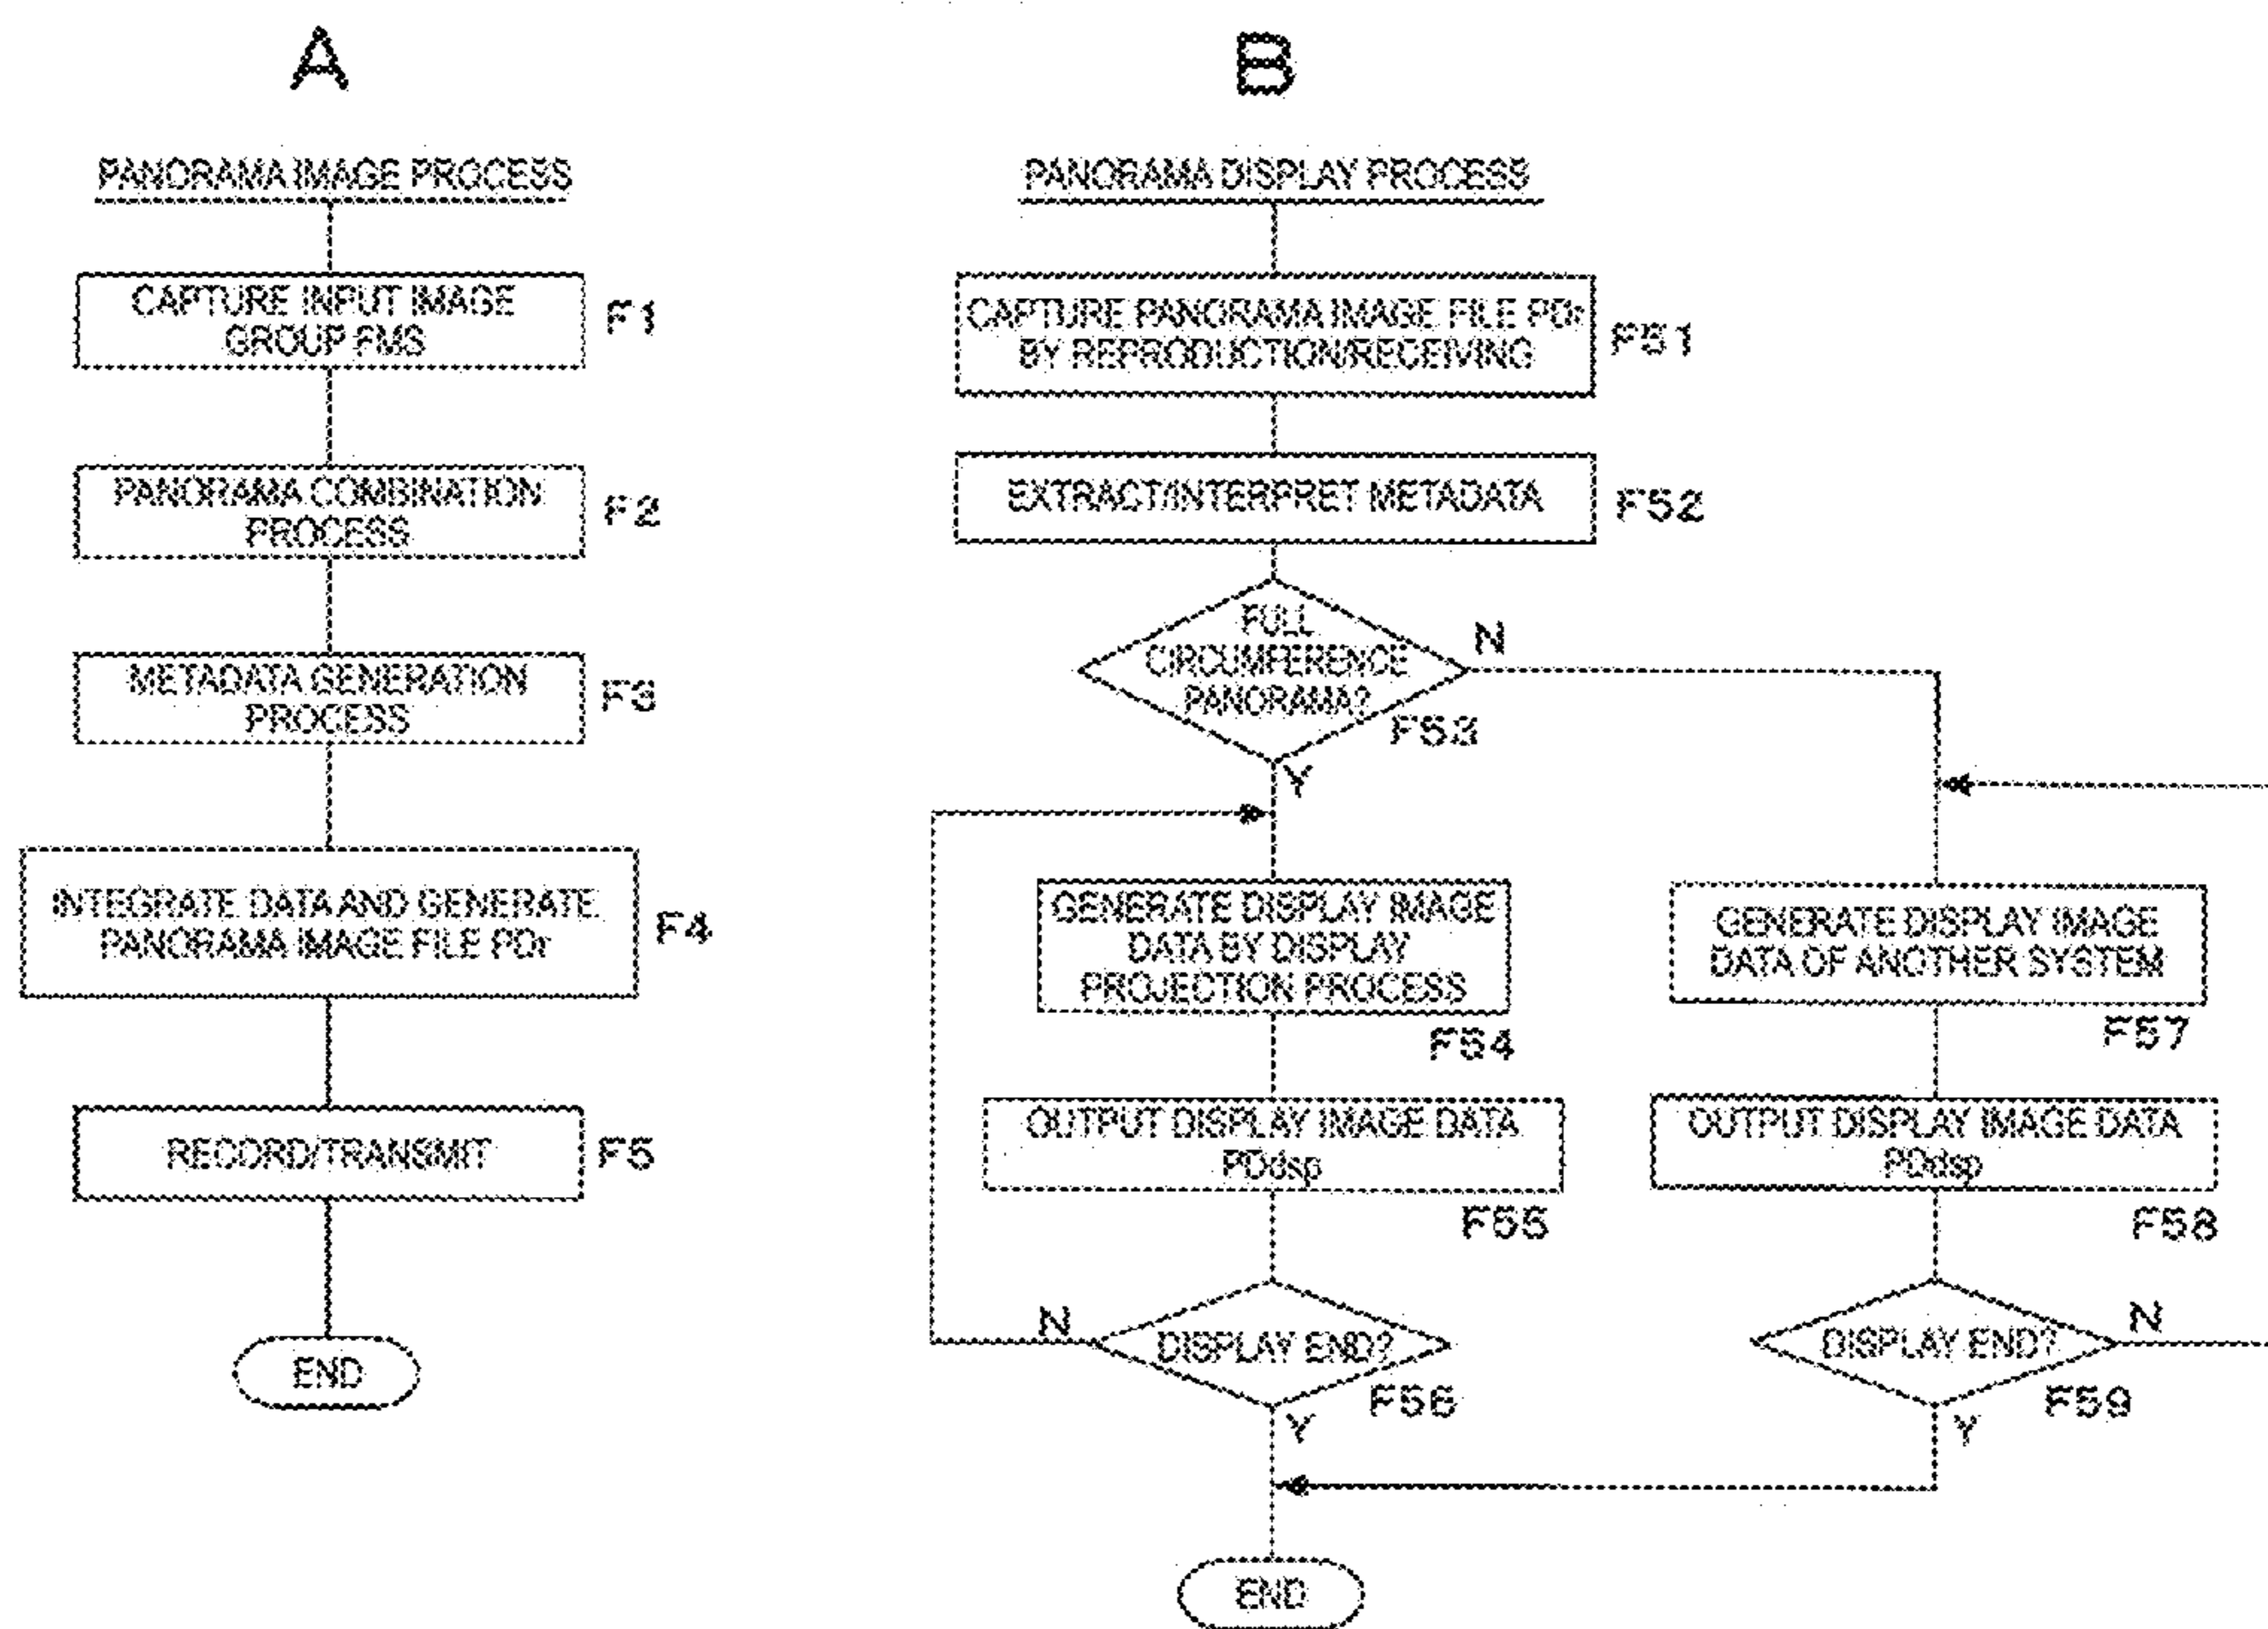 A
PANORAMA IMAGE PROCESS
CAPTURE INPUT IMAGE
GROUP FMS
F1
PANORAMA COMBINATION
PROCESS
F2
METADATA GENERATION
PROCESS
F3
INTEGRATE DATA AND GENERATE
PANORAMA IMAGE FILE PDr
F4
RECORD/TRANSMIT
F5
END
B
PANORAMA DISPLAY PROCESS
CAPTURE PANORAMA IMAGE FILE PDr
BY REPRODUCTION/RECEIVING
F51
EXTRACT/INTERPRET METADATA
F52
FULL
CIRCUMFERENCE
PANORAMA?
F53
N
Y
GENERATE DISPLAY IMAGE
DATA BY DISPLAY
PROJECTION PROCESS
F54
OUTPUT DISPLAY IMAGE DATA
PDdsp
F55
DISPLAY END?
F56
N
Y
GENERATE DISPLAY IMAGE
DATA OF ANOTHER SYSTEM
F57
OUTPUT DISPLAY IMAGE DATA
PDdsp
F58
DISPLAY END?
F59
N
Y
END